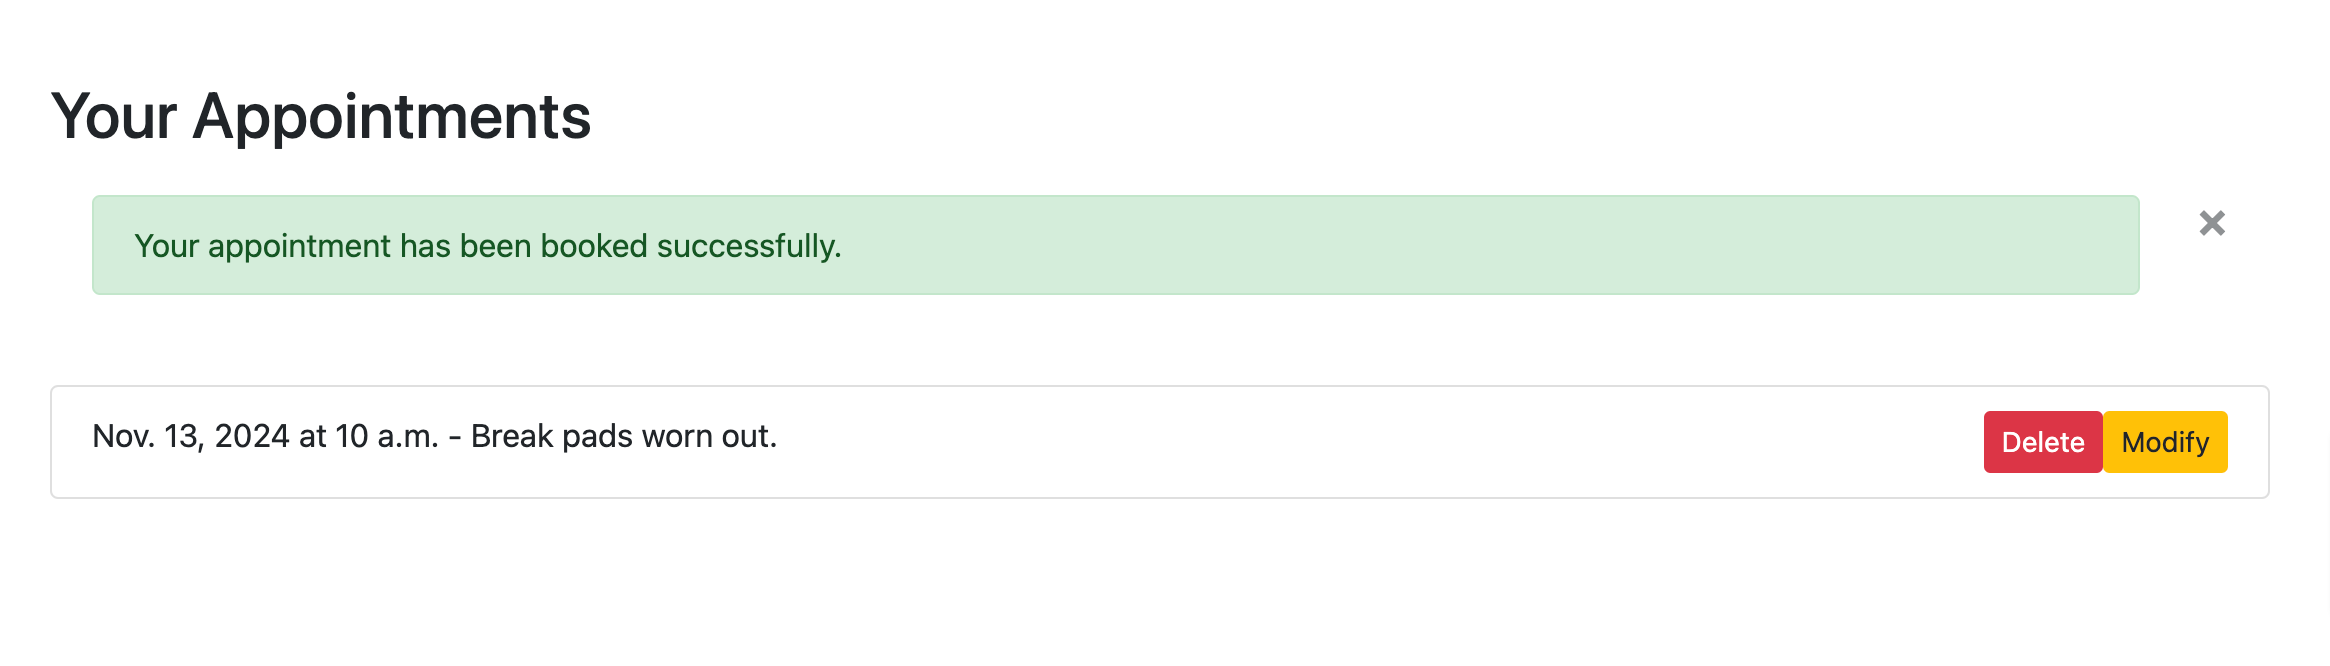 Your Appointments
Your appointment has been booked successfully.
Nov. 13, 2024 at 10 a.m. - Break pads worn out.
Delete Modify